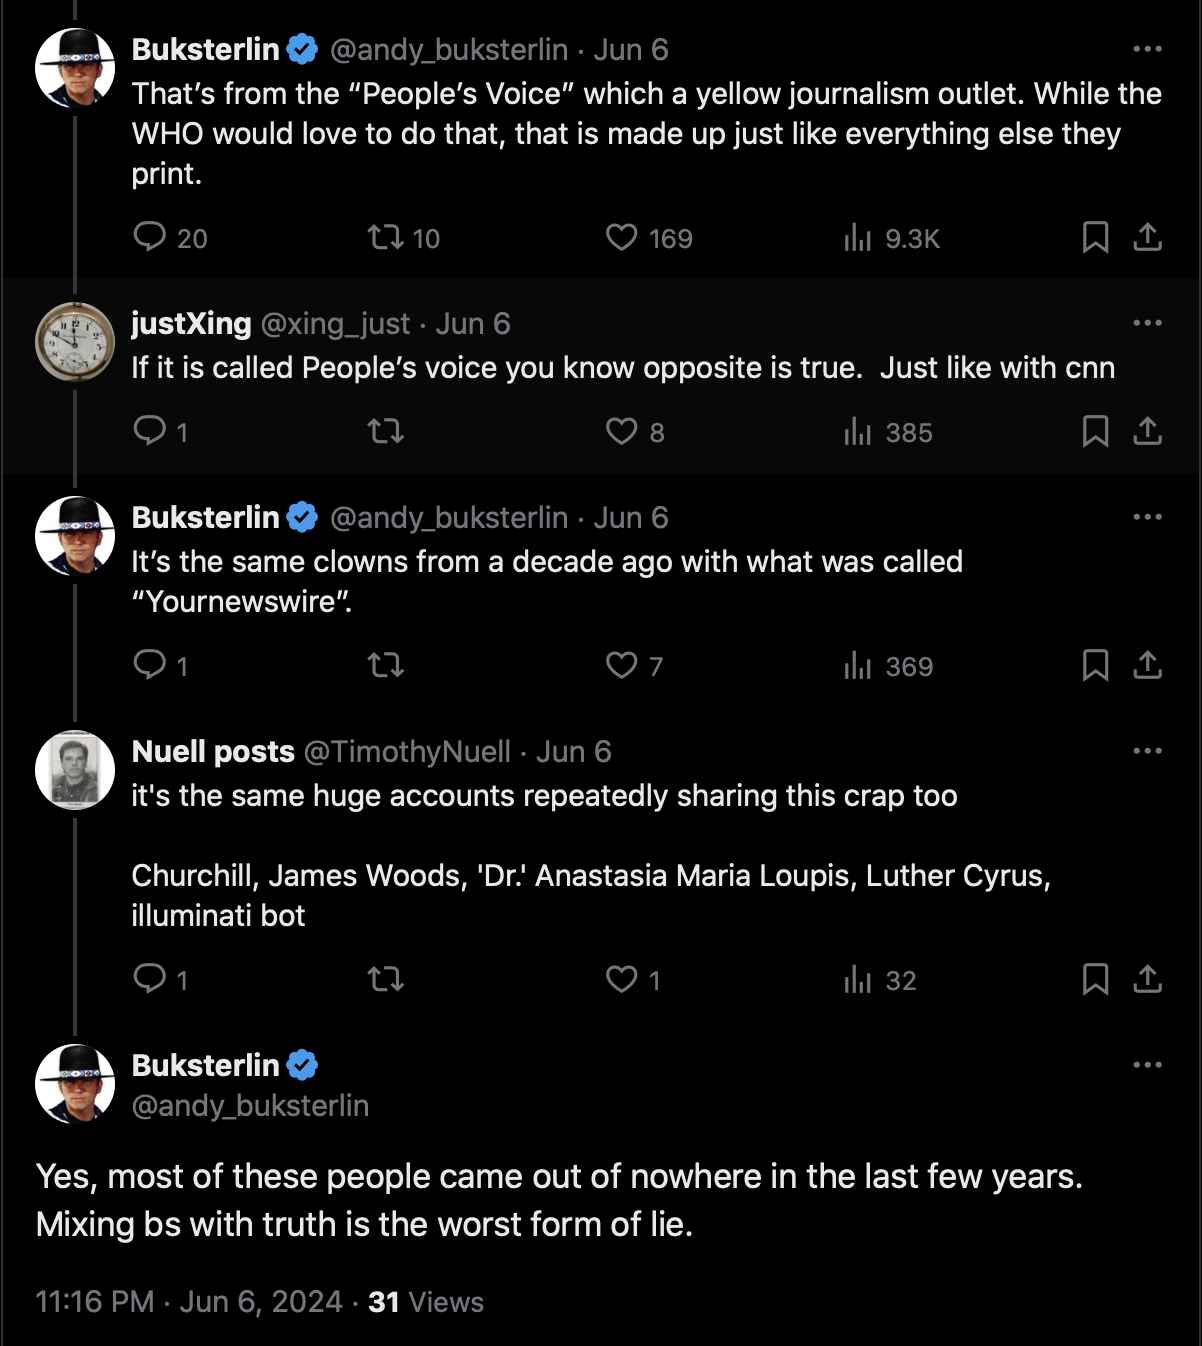 Buksterlin @andy_buksterlin · Jun 6
That’s from the “People’s Voice” which a yellow journalism outlet. While the
WHO would love to do that, that is made up just like everything else they
print.
20 10 169 9.3K
justXing @xing_just · Jun 6
If it is called People’s voice you know opposite is true.  Just like with cnn
1 8 385
Buksterlin @andy_buksterlin · Jun 6
It’s the same clowns from a decade ago with what was called
“Yournewswire”.
1 7 369
Nuell posts @TimothyNuell · Jun 6
it's the same huge accounts repeatedly sharing this crap too
Churchill, James Woods, 'Dr.' Anastasia Maria Loupis, Luther Cyrus,
illuminati bot
1 1 32
Buksterlin
@andy_buksterlin
Yes, most of these people came out of nowhere in the last few years.
Mixing bs with truth is the worst form of lie.
11:16 PM · Jun 6, 2024 · 31 Views